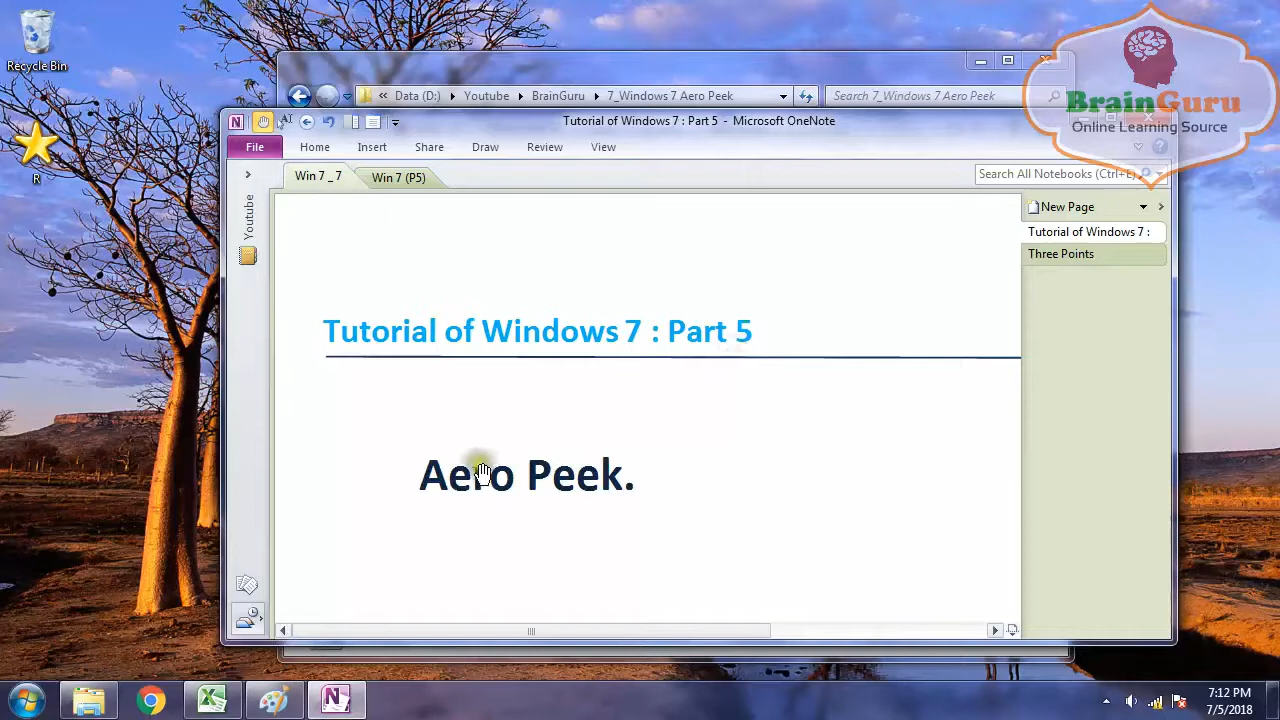 Recycle Bin
R
Data (D:) Youtube BrainGuru 7_Windows 7 Aero Peek
Search 7_Windows 7 Aero Peek
BrainGuru
Online Learning Source
Tutorial of Windows 7 : Part 5 - Microsoft OneNote
File Home Insert Share Draw Review View
Win 7 _ 7 Win 7 (P5)
Search All Notebooks (Ctrl+E)
Youtube
New Page
Tutorial of Windows 7 :
Three Points
Tutorial of Windows 7 : Part 5
Aero Peek.
7:12 PM
7/5/2018